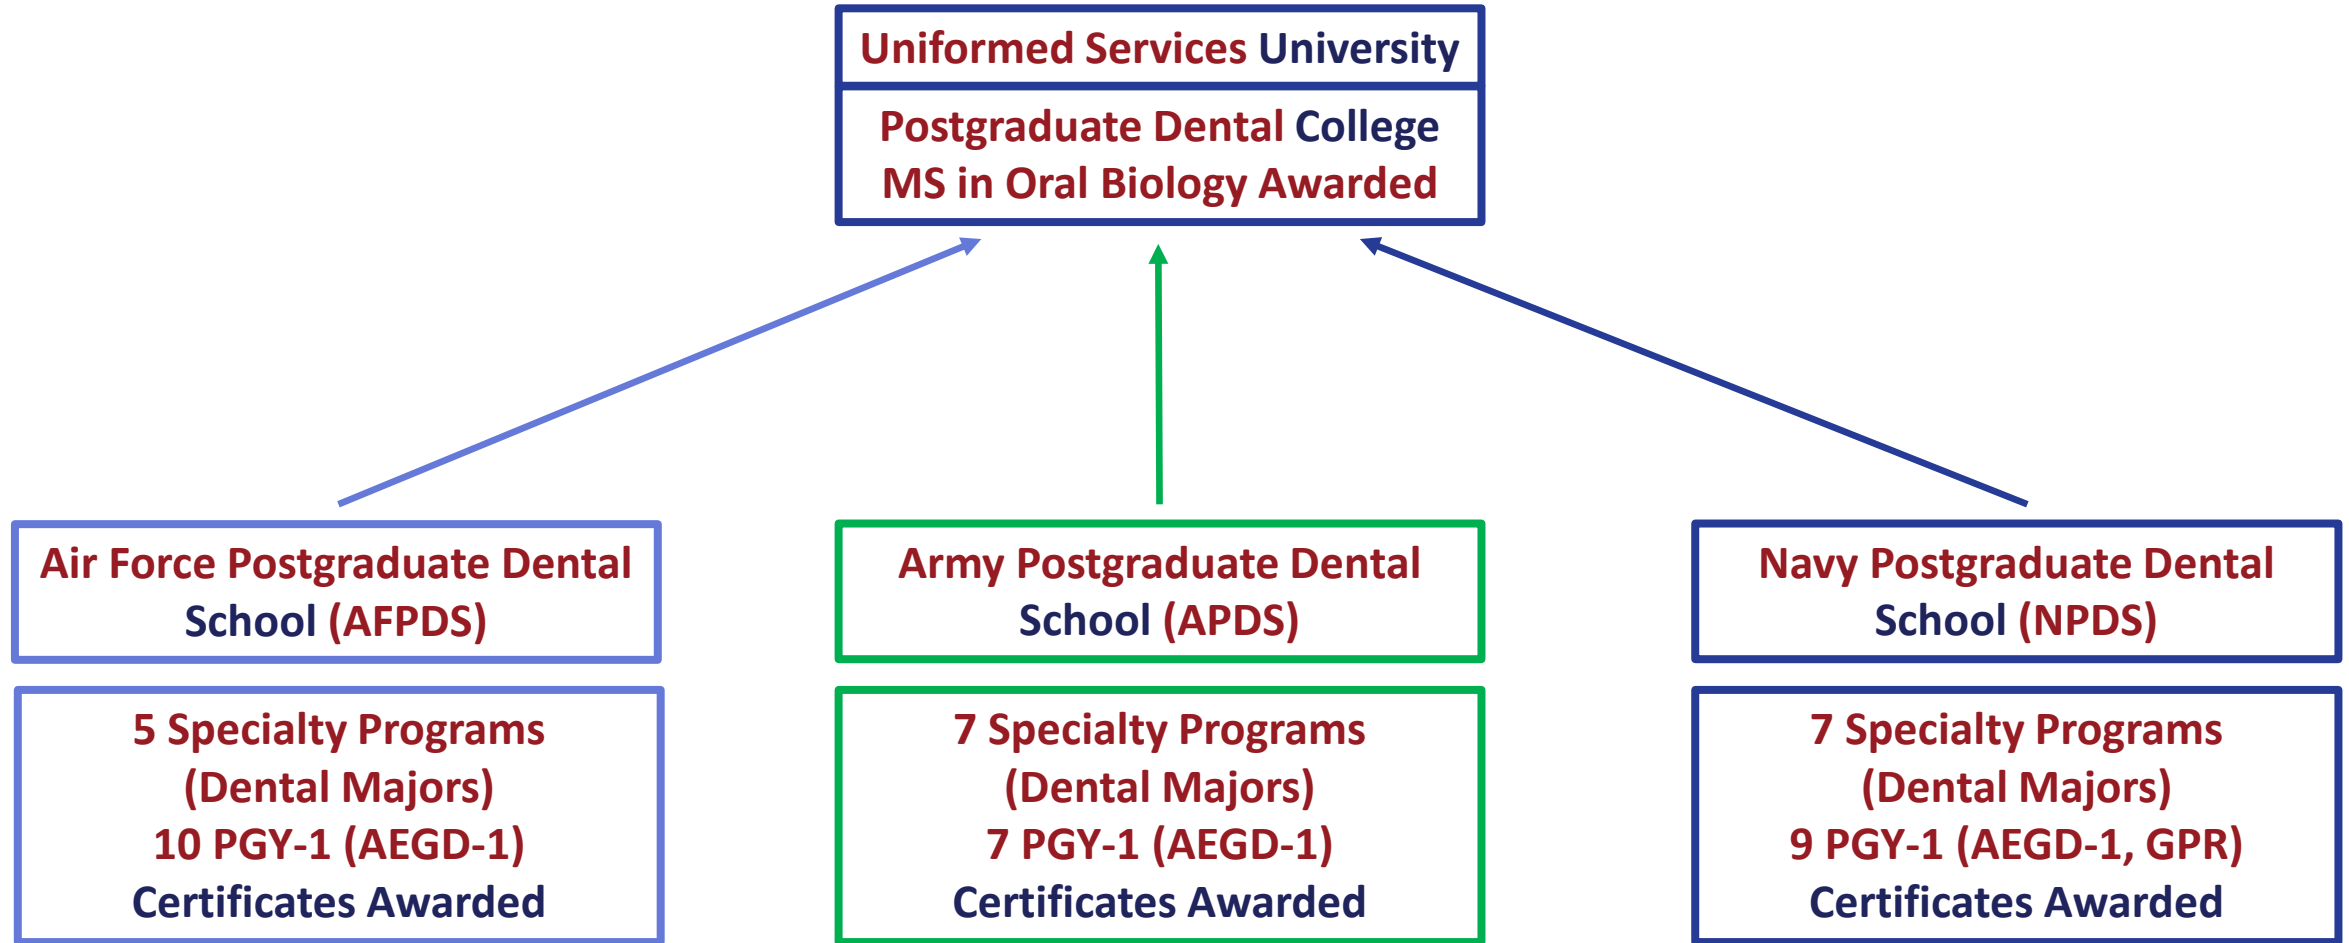 Uniformed Services University
Postgraduate Dental College
MS in Oral Biology Awarded
Air Force Postgraduate Dental
School (AFPDS)
5 Specialty Programs
(Dental Majors)
10 PGY-1 (AEGD-1)
Certificates Awarded
Army Postgraduate Dental
School (APDS)
7 Specialty Programs
(Dental Majors)
7 PGY-1 (AEGD-1)
Certificates Awarded
Navy Postgraduate Dental
School (NPDS)
7 Specialty Programs
(Dental Majors)
9 PGY-1 (AEGD-1, GPR)
Certificates Awarded